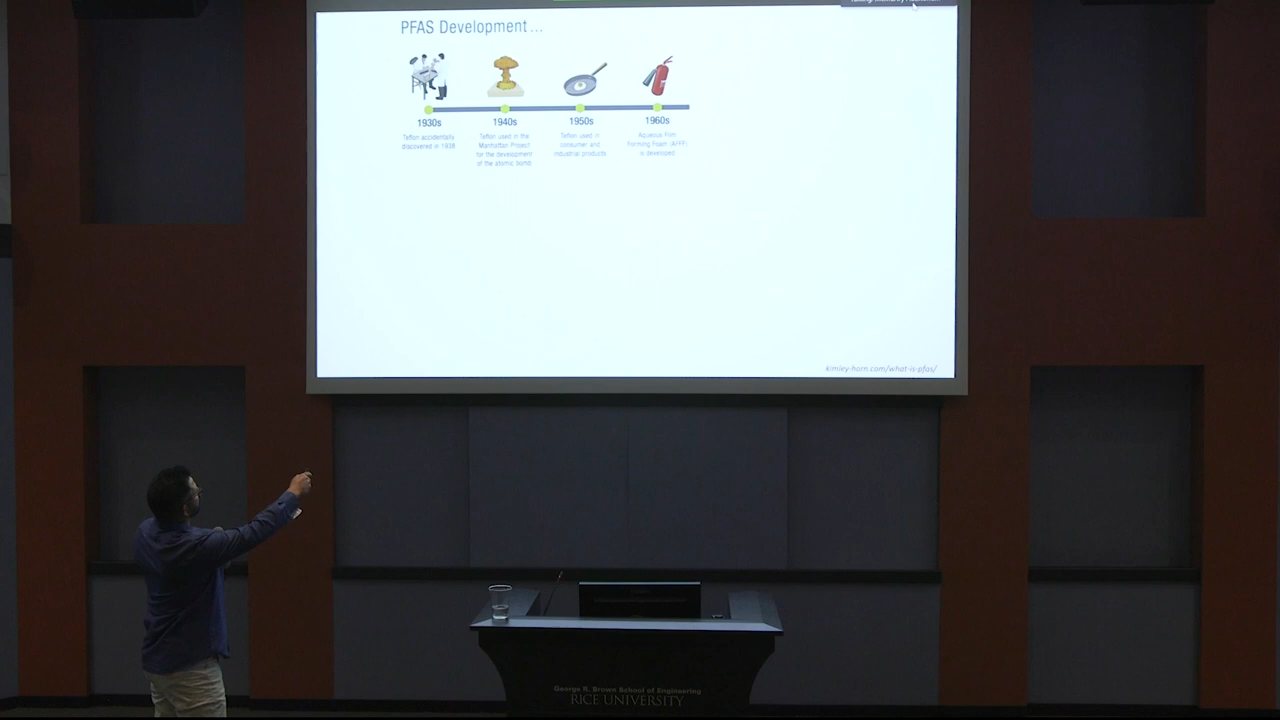 PFAS Development...
1930s
Teflon accidentally
discovered in 1938
1940s
Teflon used in the
Manhattan Project
for the development
of the atomic bomb
1950s
Teflon used in
consumer and
industrial products
1960s
Aqueous Film
Forming Foam (AFFF)
is developed
kimley-horn.com/what-is-pfas/
George R. Brown School of Engineering
RICE UNIVERSITY